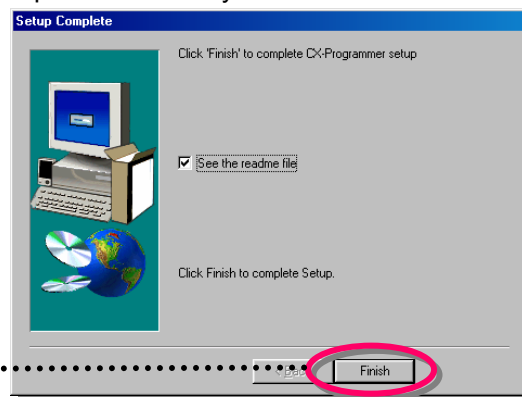 Setup Complete
Click 'Finish' to complete CX-Programmer setup
See the readme file
Click Finish to complete Setup.
Finish